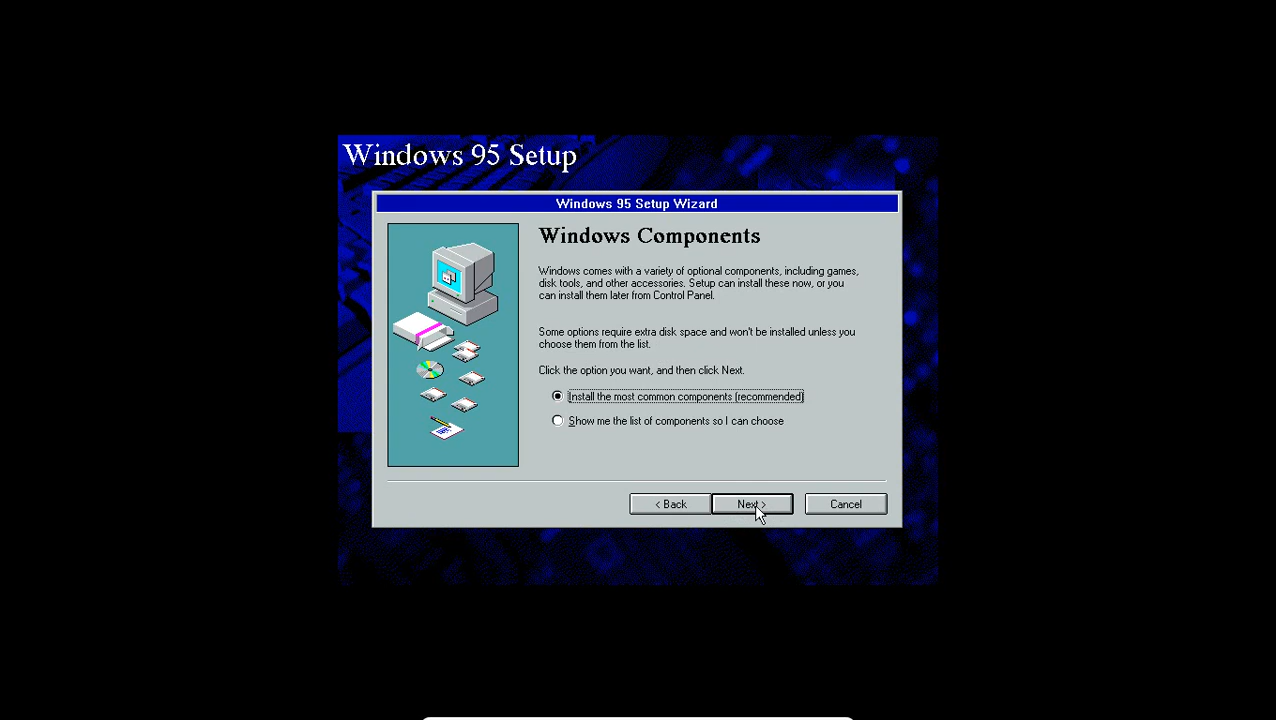 Windows 95 Setup
Windows 95 Setup Wizard
Windows Components
Windows comes with a variety of optional components, including games,
disk tools, and other accessories. Setup can install these now, or you
can install them later from Control Panel.
Some options require extra disk space and won't be installed unless you
choose them from the list.
Click the option you want, and then click Next.
Install the most common components (recommended)
Show me the list of components so I can choose
< Back
Next >
Cancel